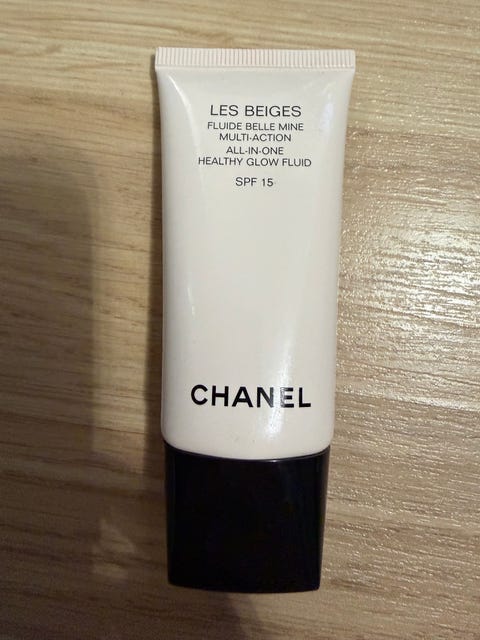 LES BEIGES
FLUIDE BELLE MINE
MULTI-ACTION
ALL-IN-ONE
HEALTHY GLOW FLUID
SPF 15
CHANEL